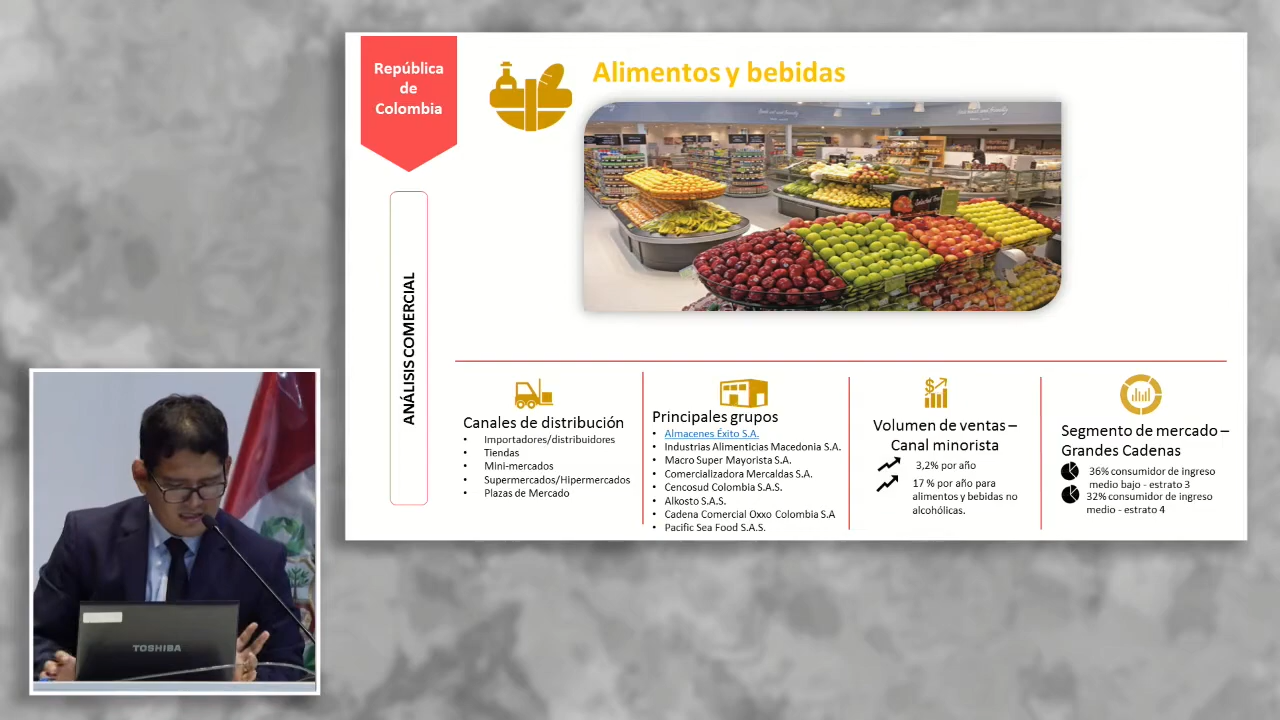 República
de
Colombia
Alimentos y bebidas
ANÁLISIS COMERCIAL
Canales de distribución
• Importadores/distribuidores
• Tiendas
• Mini-mercados
• Supermercados/Hipermercados
• Plazas de Mercado
Principales grupos
• Almacenes Éxito S.A.
• Industrias Alimenticias Macedonia S.A.
• Macro Super Mayorista S.A.
• Comercializadora Mercaldas S.A.
• Cencosud Colombia S.A.S.
• Alkosto S.A.S.
• Cadena Comercial Oxxo Colombia S.A
• Pacific Sea Food S.A.S.
Volumen de ventas –
Canal minorista
3,2% por año
17 % por año para
alimentos y bebidas no
alcohólicas.
Segmento de mercado –
Grandes Cadenas
36% consumidor de ingreso
medio bajo - estrato 3
32% consumidor de ingreso
medio - estrato 4
TOSHIBA